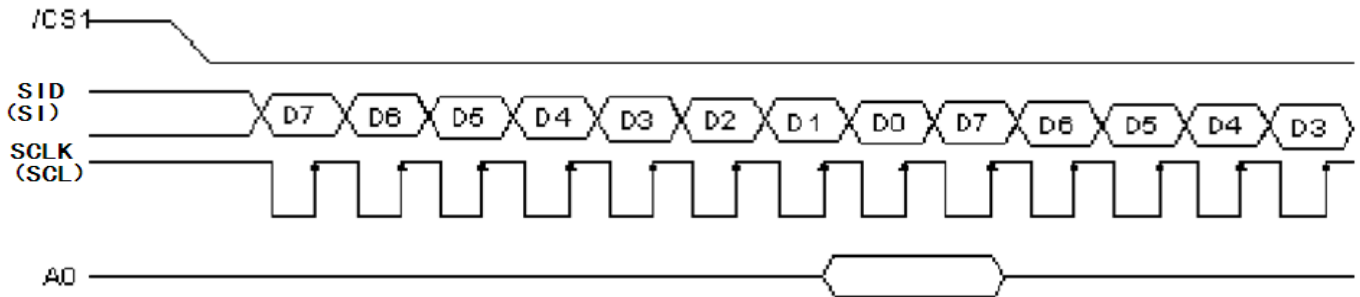 /CS1
SID
(SI)
D7 D6 D5 D4 D3 D2 D1 D0 D7 D6 D5 D4 D3
SCLK
(SCL)
A0